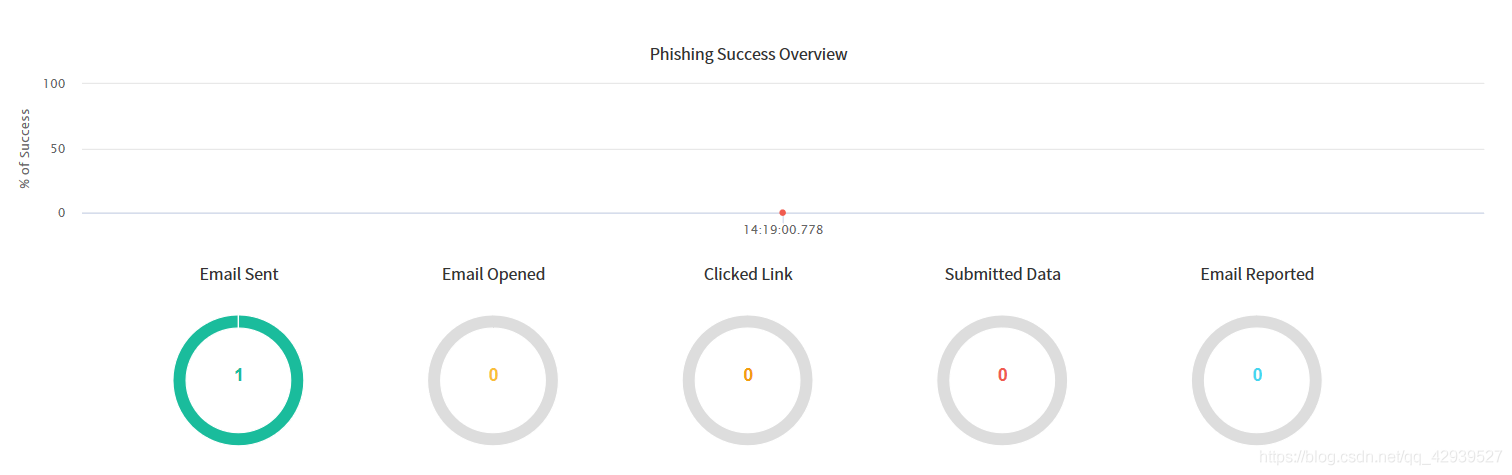 Phishing Success Overview
100
% of Success
50
0
14:19:00.778
Email Sent
Email Opened
Clicked Link
Submitted Data
Email Reported
1
0
0
0
0
https://blog.csdn.net/qq_42939527